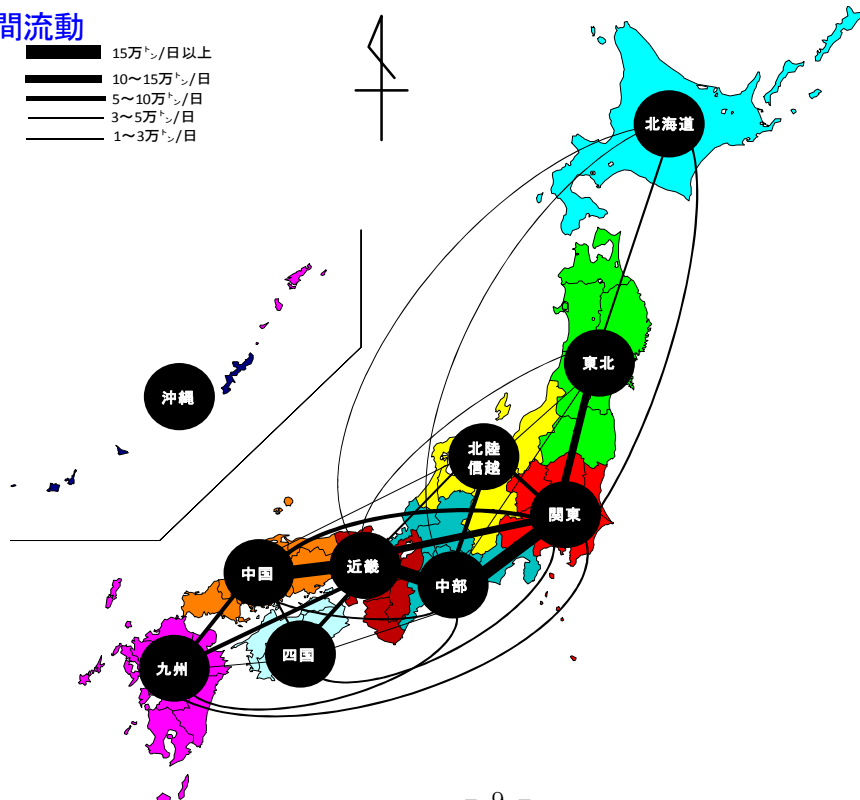 間流動
15万㌧/日以上
10～15万㌧/日
5～10万㌧/日
3～5万㌧/日
1～3万㌧/日
北海道
東北
沖縄
北陸
信越
関東
近畿
中国
中部
四国
九州
- 9 -